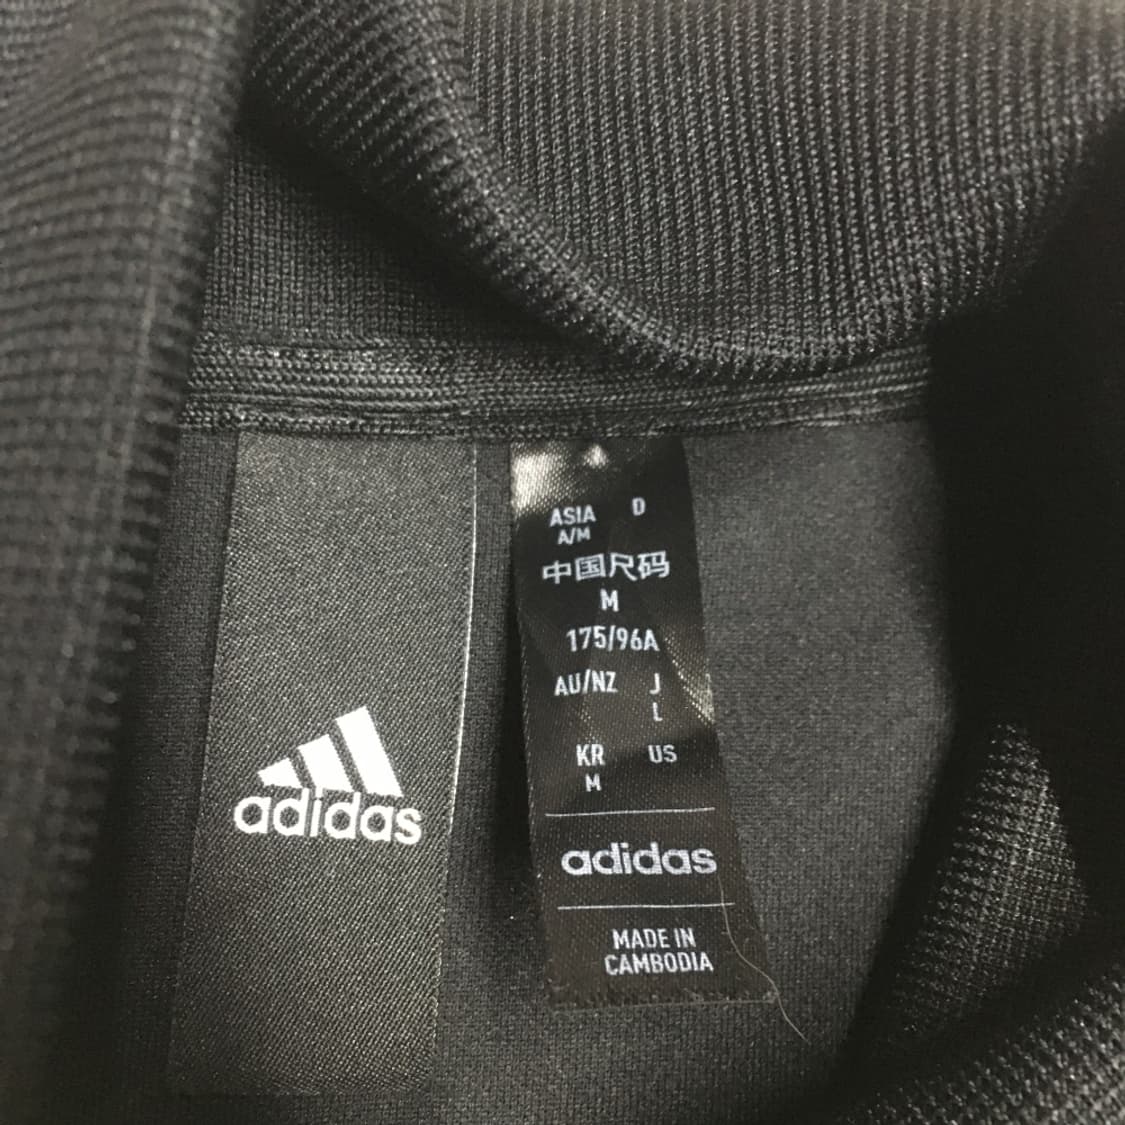 adidas
ASIA D
A/M
中国尺码
M
175/96A
AU/NZ J
L
KR US
M
adidas
MADE IN
CAMBODIA